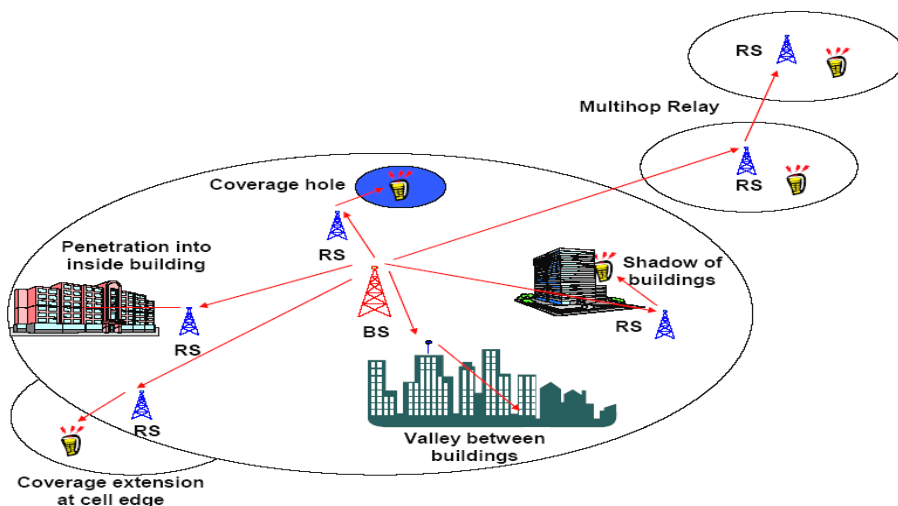 RS
Multihop Relay
RS
Coverage hole
RS
Penetration into
inside building
Shadow of
buildings
RS
BS
RS
RS
Valley between
buildings
Coverage extension
at cell edge